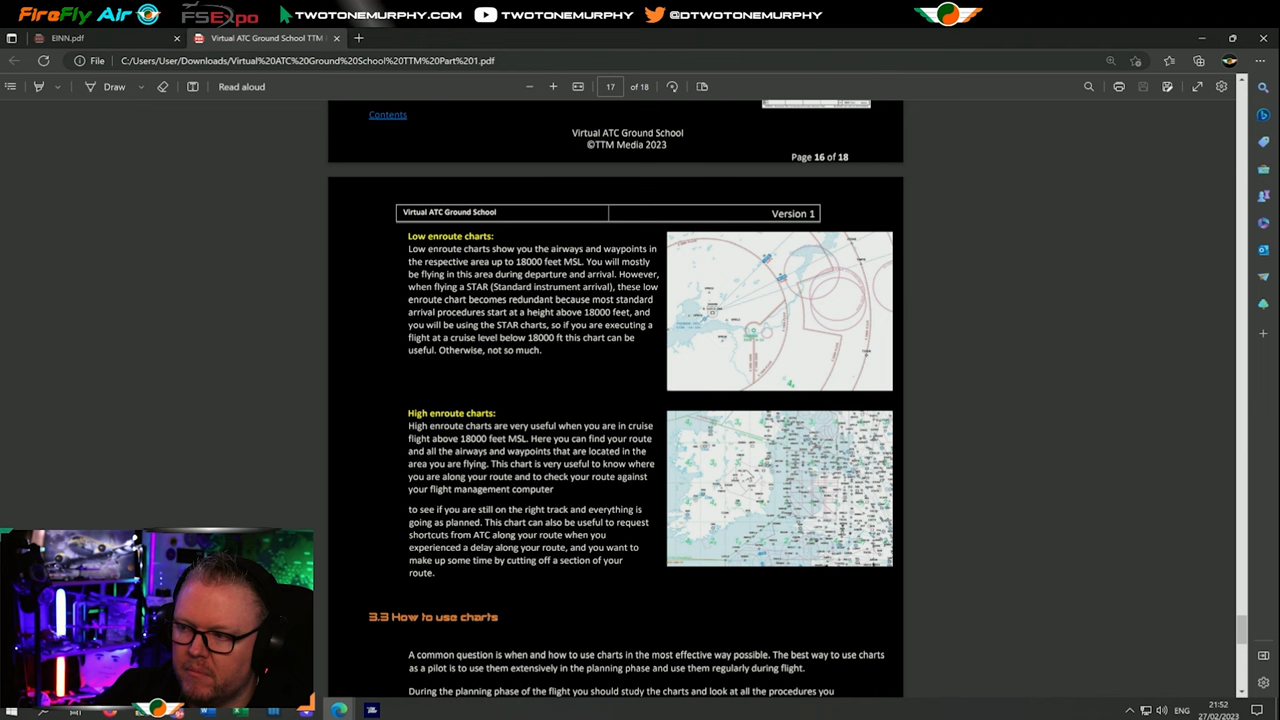 FIREFLY AIR
FSExpo
TWOTONEMURPHY.COM
TWOTONEMURPHY
@DTWOTONEMURPHY
EINN.pdf
Virtual ATC Ground School TTM
File
C:/Users/User/Downloads/Virtual%20ATC%20Ground%20School%20TTM%20Part%201.pdf
Draw
Read aloud
17
of 18
Contents
Virtual ATC Ground School
©TTM Media 2023
Page 16 of 18
Virtual ATC Ground School
Version 1
Low enroute charts:
Low enroute charts show you the airways and waypoints in
the respective area up to 18000 feet MSL. You will mostly
be flying in this area during departure and arrival. However,
when flying a STAR (Standard instrument arrival), these low
enroute chart becomes redundant because most standard
arrival procedures start at a height above 18000 feet, and
you will be using the STAR charts, so if you are executing a
flight at a cruise level below 18000 ft this chart can be
useful. Otherwise, not so much.
High enroute charts:
High enroute charts are very useful when you are in cruise
flight above 18000 feet MSL. Here you can find your route
and all the airways and waypoints that are located in the
area you are flying. This chart is very useful to know where
you are along your route and to check your route against
your flight management computer
to see if you are still on the right track and everything is
going as planned. This chart can also be useful to request
shortcuts from ATC along your route when you
experienced a delay along your route, and you want to
make up some time by cutting off a section of your
route.
3.3 How to use charts
A common question is when and how to use charts in the most effective way possible. The best way to use charts
as a pilot is to use them extensively in the planning phase and use them regularly during flight.
During the planning phase of the flight you should study the charts and look at all the procedures you
ENG
21:52
27/02/2023